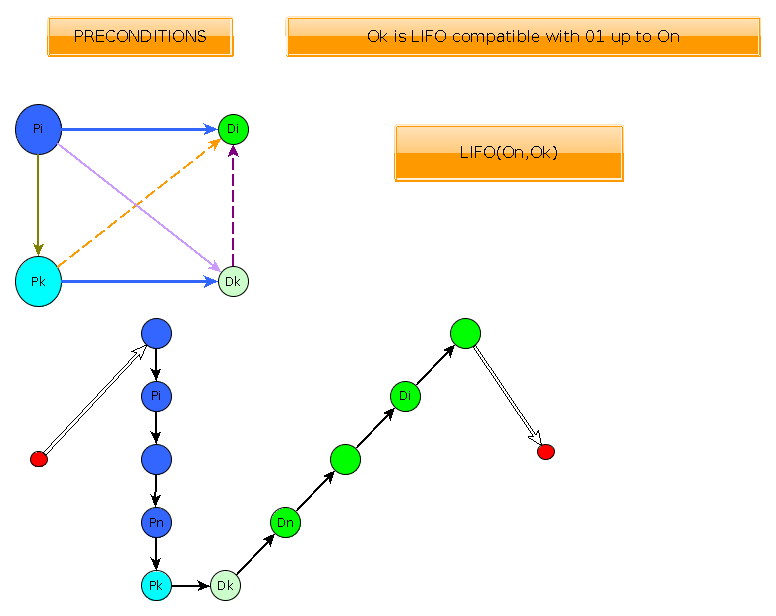 PRECONDITIONS
Ok is LIFO compatible with 01 up to On
Pi
Di
LIFO(On,Ok)
Pk
Dk
Pi
Di
Pn
Dn
Pk
Dk